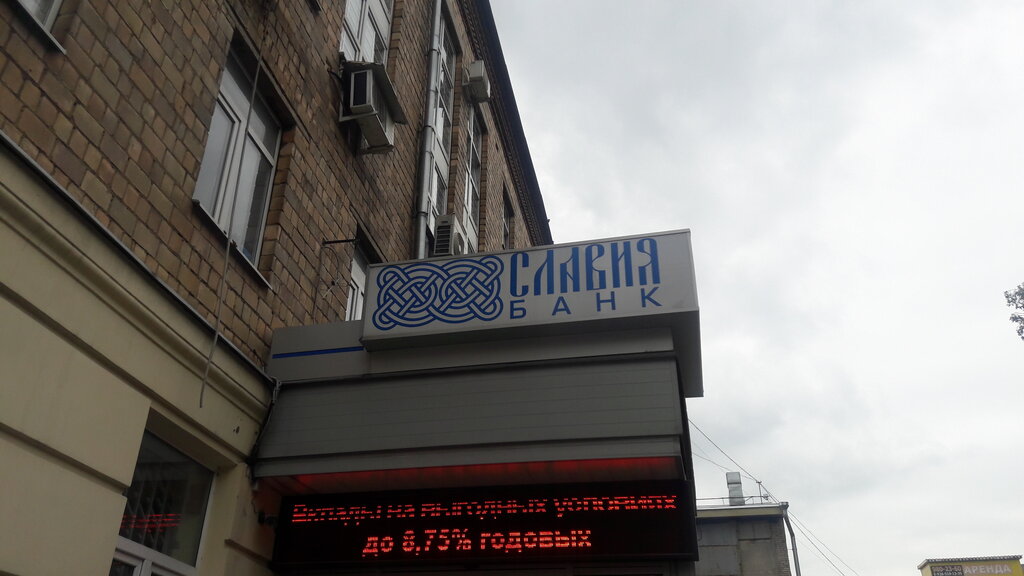 СЛАВИЯ
БАНК
Вклады на выгодных условиях
до 8,75% годовых
АРЕНДА